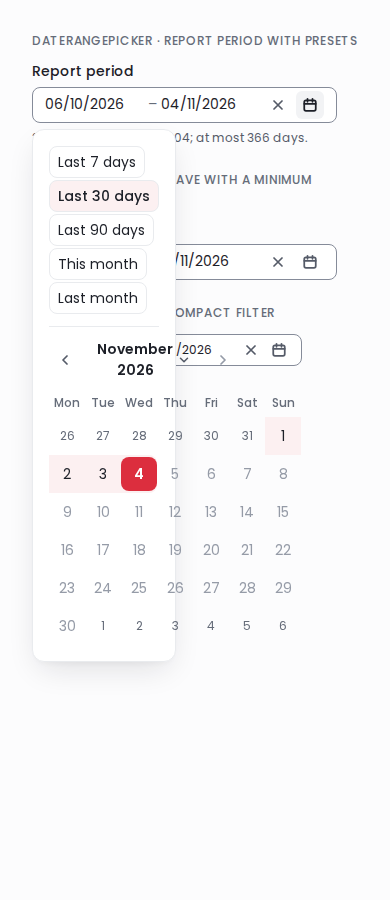 DATERANGEPICKER · REPORT PERIOD WITH PRESETS
Report period
06/10/2026 – 04/11/2026
04; at most 366 days.
Last 7 days
AVE WITH A MINIMUM
Last 30 days
Last 90 days
/11/2026
This month
Last month
OMPACT FILTER
November 2026
/2026
Mon Tue Wed Thu Fri Sat Sun
26 27 28 29 30 31 1
2 3 4 5 6 7 8
9 10 11 12 13 14 15
16 17 18 19 20 21 22
23 24 25 26 27 28 29
30 1 2 3 4 5 6